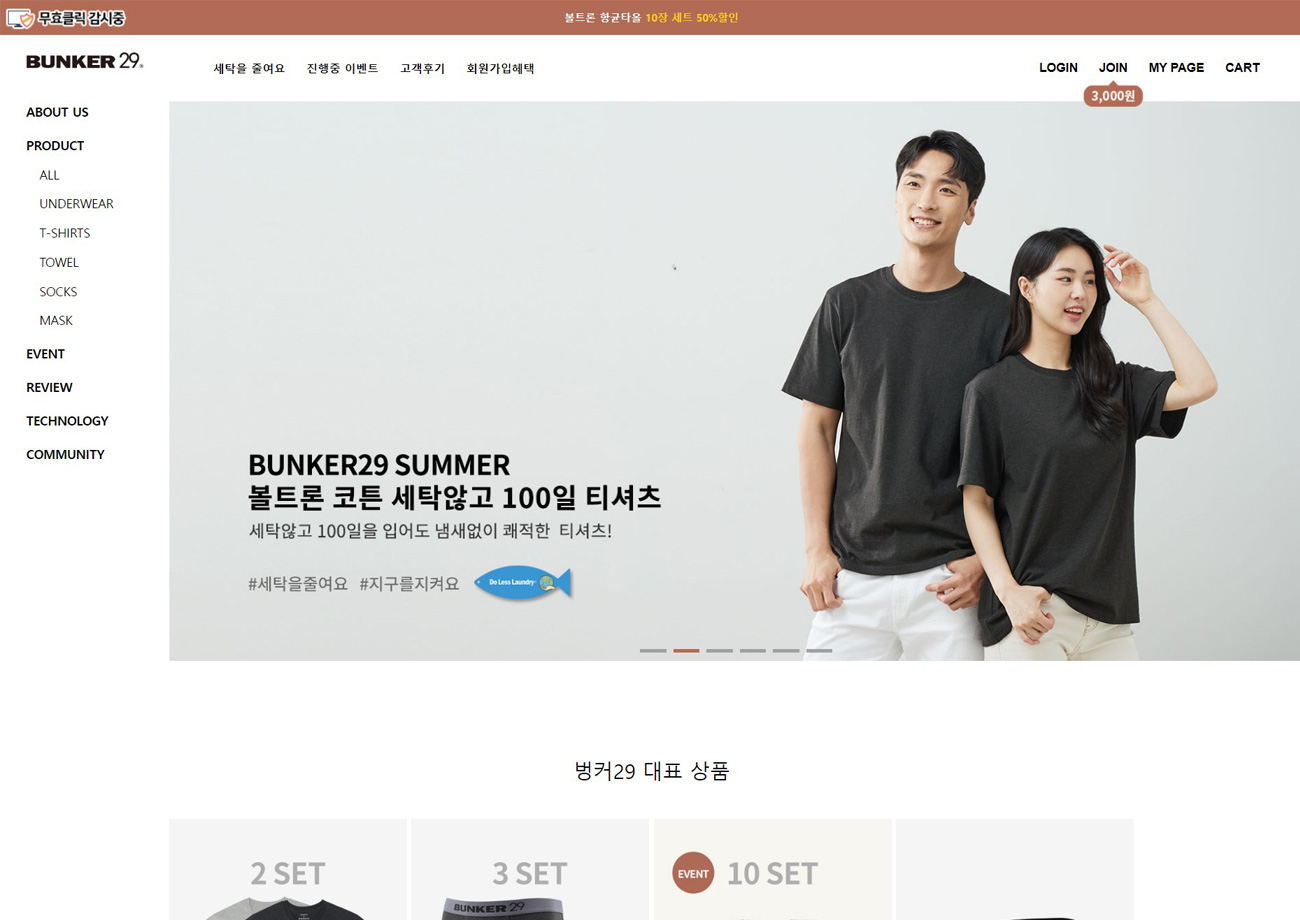 무효클릭 감시중
볼트론 항균타올 10장 세트 50%할인
BUNKER 29®
세탁을 줄여요 진행중 이벤트 고객후기 회원가입혜택
LOGIN JOIN MY PAGE CART
3,000원
ABOUT US
PRODUCT
ALL
UNDERWEAR
T-SHIRTS
TOWEL
SOCKS
MASK
EVENT
REVIEW
TECHNOLOGY
COMMUNITY
BUNKER29 SUMMER
볼트론 코튼 세탁않고 100일 티셔츠
세탁않고 100일을 입어도 냄새없이 쾌적한 티셔츠!
#세탁을줄여요 #지구를지켜요
Do Less Laundry
벙커29 대표 상품
2 SET
3 SET
EVENT
10 SET
BUNKER 29